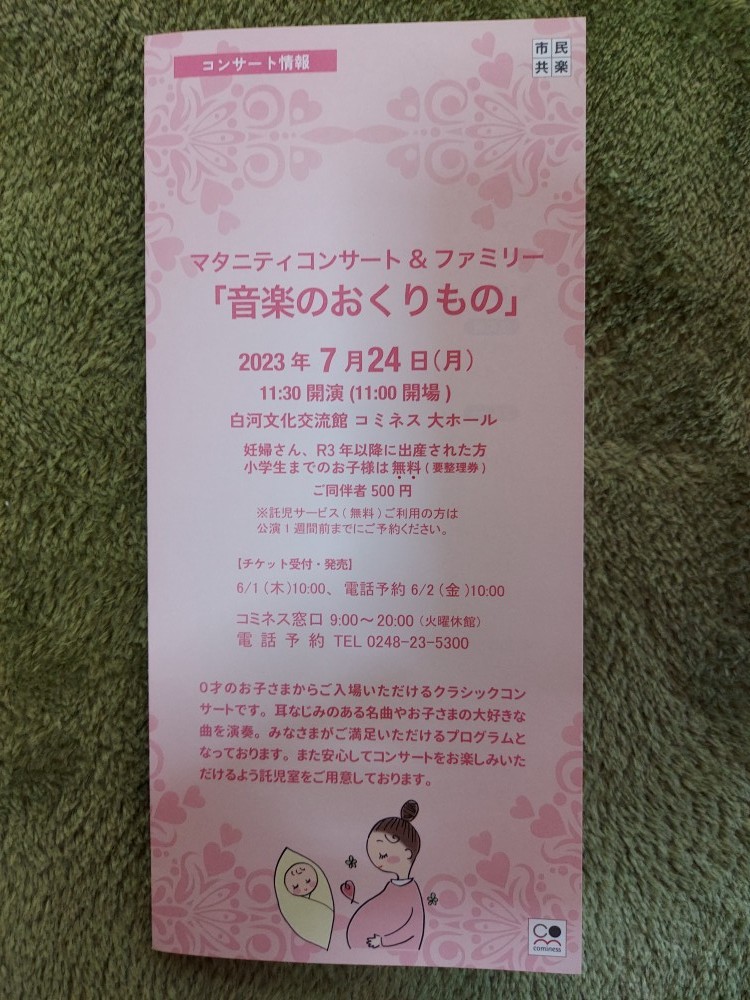 コンサート情報
市民
共楽
マタニティコンサート & ファミリー
「音楽のおくりもの」
2023 年 7 月 24 日(月)
11:30 開演 (11:00 開場 )
白河文化交流館 コミネス 大ホール
妊婦さん、R3 年以降に出産された方
小学生までのお子様は 無料 ( 要整理券 )
ご同伴者 500 円
※託児サービス ( 無料 ) ご利用の方は
公演 1 週間前までにご予約ください。
【チケット受付・発売】
6/1 (木)10:00、 電話予約 6/2 (金 )10:00
コミネス窓口 9:00〜20:00 (火曜休館)
電 話 予 約 TEL 0248-23-5300
0才のお子さまからご入場いただけるクラシックコン
サートです。耳なじみのある名曲やお子さまの大好きな
曲を演奏。みなさまがご満足いただけるプログラムと
なっております。また安心してコンサートをお楽しみいた
だけるよう託児室をご用意しております。
cominess